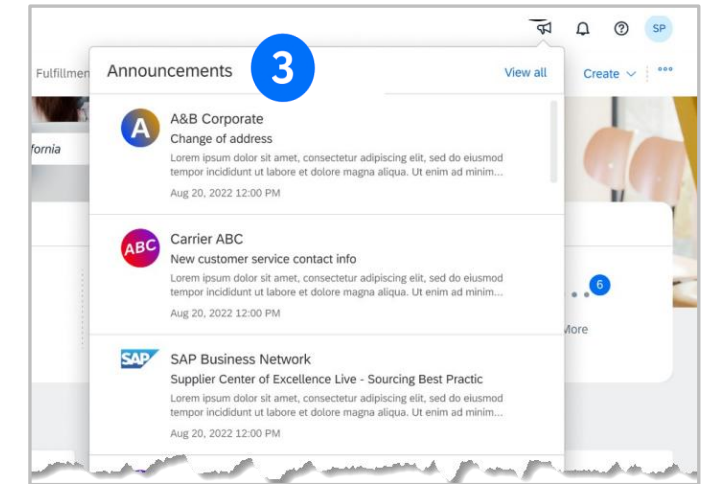 SP
Fulfillmen
Announcements
3
View all
Create
fornia
A
A&B Corporate
Change of address
Lorem ipsum dolor sit amet, consectetur adipiscing elit, sed do eiusmod
tempor incididunt ut labore et dolore magna aliqua. Ut enim ad minim...
Aug 20, 2022 12:00 PM
ABC
Carrier ABC
New customer service contact info
Lorem ipsum dolor sit amet, consectetur adipiscing elit, sed do eiusmod
tempor incididunt ut labore et dolore magna aliqua. Ut enim ad minim...
Aug 20, 2022 12:00 PM
6
More
SAP
SAP Business Network
Supplier Center of Excellence Live - Sourcing Best Practic
Lorem ipsum dolor sit amet, consectetur adipiscing elit, sed do eiusmod
tempor incididunt ut labore et dolore magna aliqua. Ut enim ad minim...
Aug 20, 2022 12:00 PM